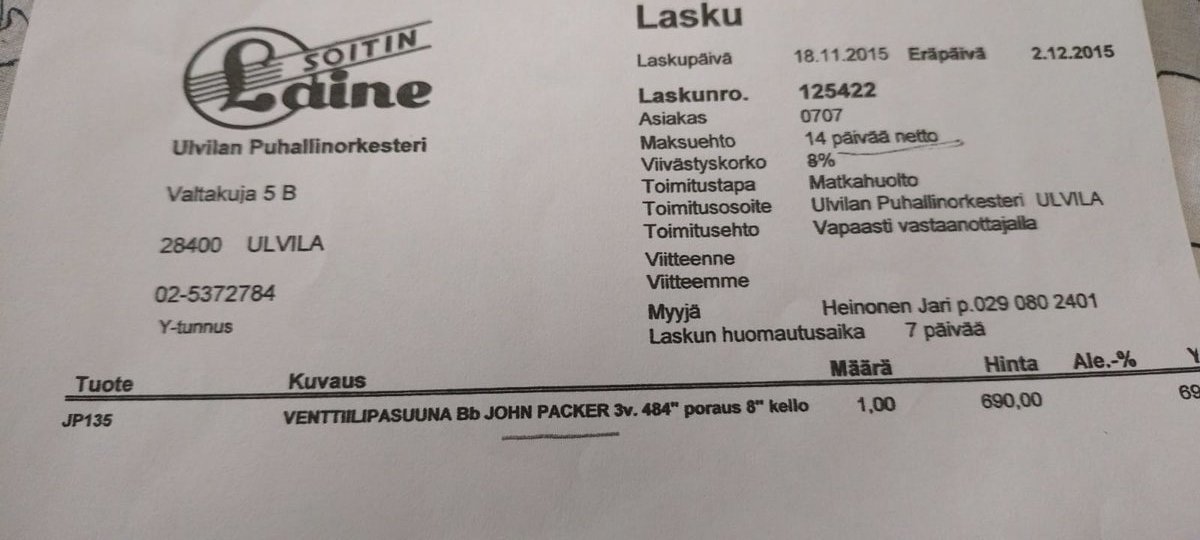 SOITIN
Laine
Ulvilan Puhallinorkesteri
Valtakuja 5 B
28400 ULVILA
02-5372784
Y-tunnus
Lasku
Laskupäivä 18.11.2015 Eräpäivä 2.12.2015
Laskunro. 125422
Asiakas 0707
Maksuehto 14 päivää netto
Viivästyskorko 8%
Toimitustapa Matkahuolto
Toimitusosoite Ulvilan Puhallinorkesteri ULVILA
Toimitusehto Vapaasti vastaanottajalla
Viitteenne
Viitteemme
Myyjä Heinonen Jari p.029 080 2401
Laskun huomautusaika 7 päivää
Tuote Kuvaus Määrä Hinta Ale.-% Y
JP135 VENTTIILIPASUUNA Bb JOHN PACKER 3v. 484" poraus 8" kello 1,00 690,00 69